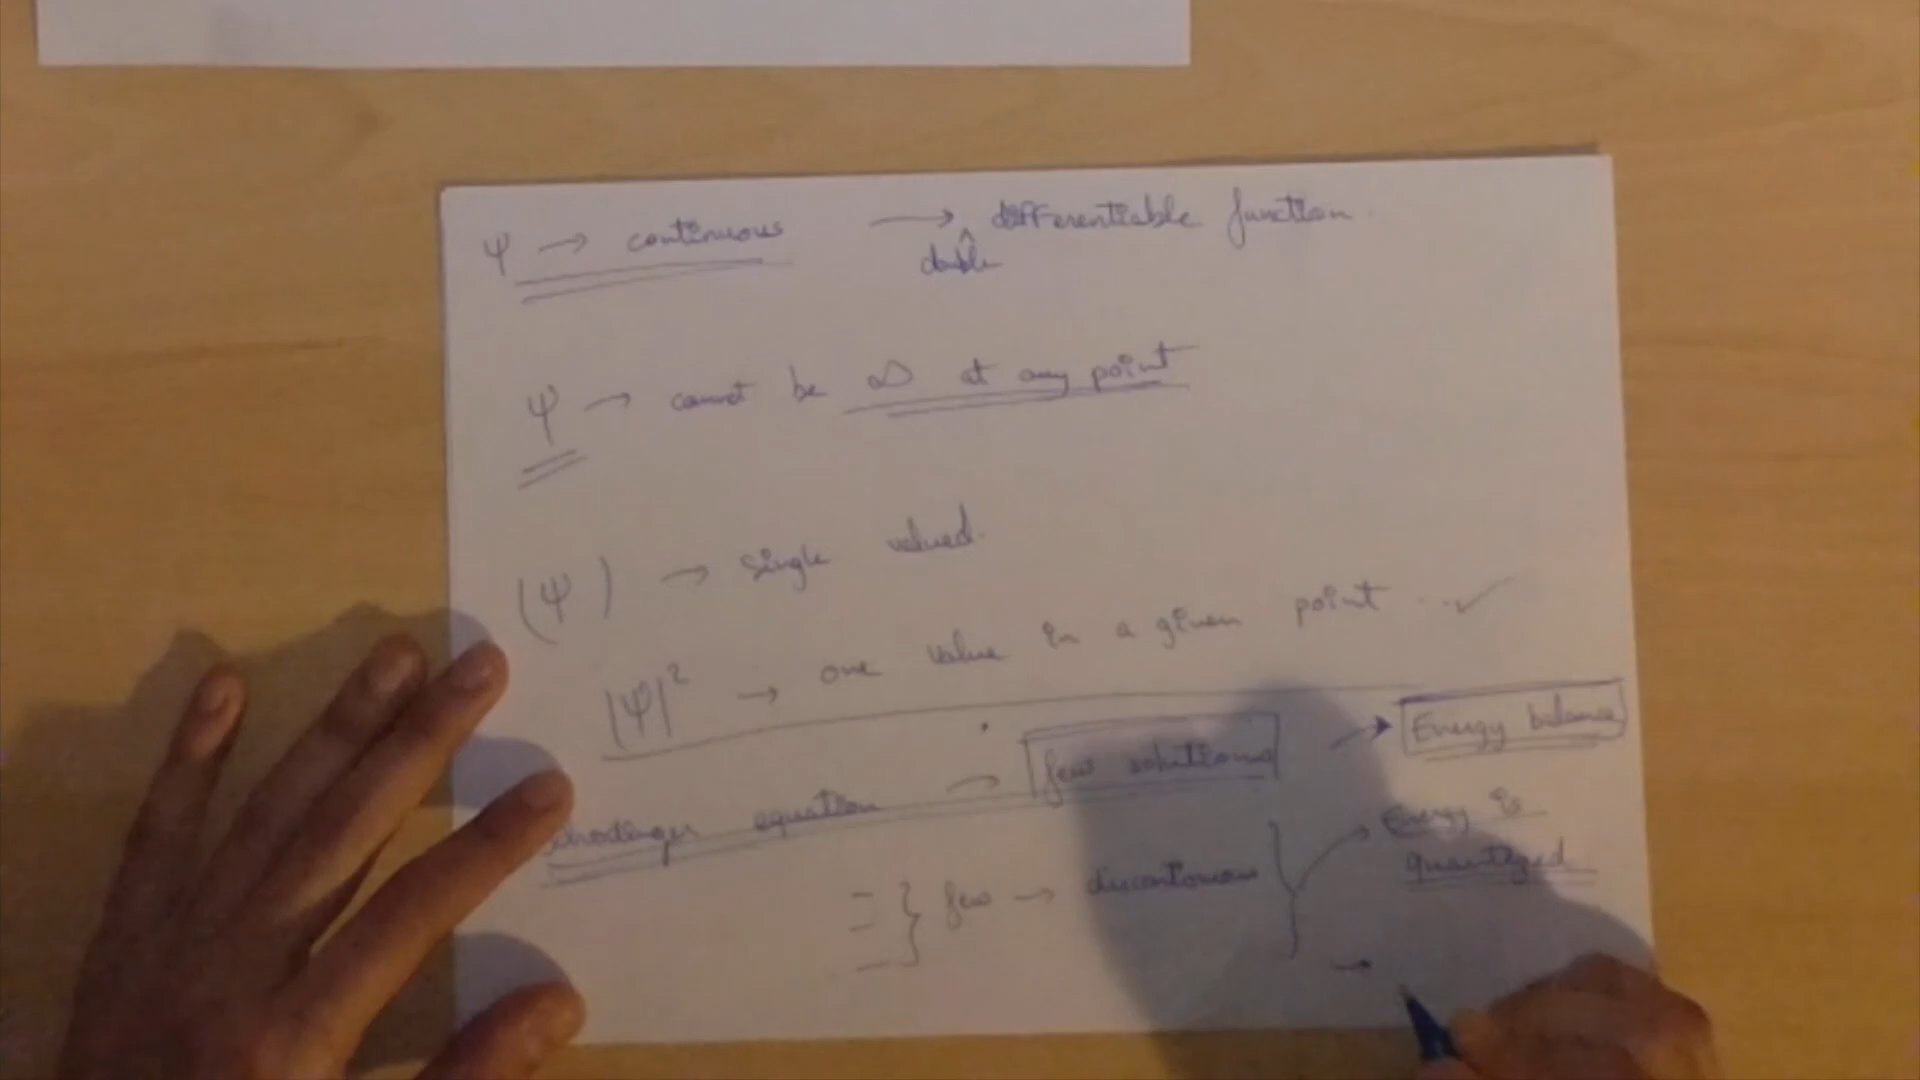 ψ → continuous → differentiable function.
double
ψ → cannot be ∞ at any point
(ψ) → single valued.
|ψ|² → one value in a given point ... ✓
schrodinger equation → few solutions → Energy balance
} few → discontinuous } → Energy is
quantized
→